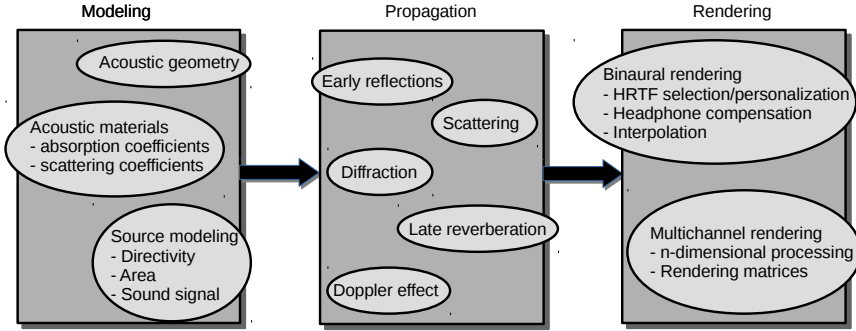 Modeling
Acoustic geometry
Acoustic materials
- absorption coefficients
- scattering coefficients
Source modeling
- Directivity
- Area
- Sound signal
Propagation
Early reflections
Scattering
Diffraction
Late reverberation
Doppler effect
Rendering
Binaural rendering
- HRTF selection/personalization
- Headphone compensation
- Interpolation
Multichannel rendering
- n-dimensional processing
- Rendering matrices